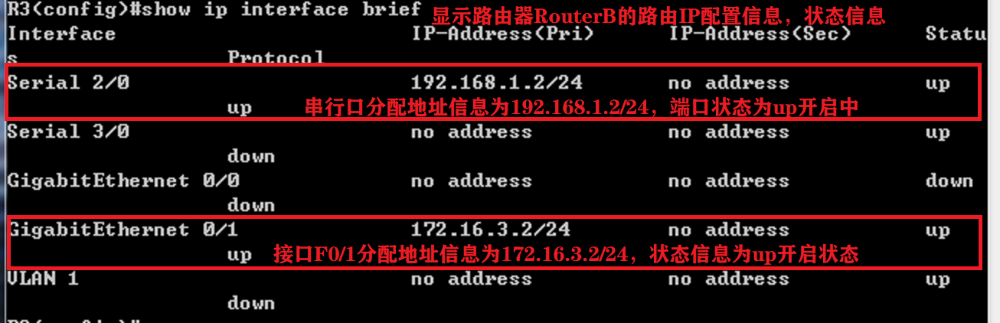 R3(config)#show ip interface brief 显示路由器RouterB的路由IP配置信息，状态信息
Interface IP-Address(Pri) IP-Address(Sec) Statu
s Protocol
Serial 2/0 192.168.1.2/24 no address up
up 串行口分配地址信息为192.168.1.2/24，端口状态为up开启中
Serial 3/0 no address no address up
down
GigabitEthernet 0/0 no address no address down
down
GigabitEthernet 0/1 172.16.3.2/24 no address up
up 接口F0/1分配地址信息为172.16.3.2/24，状态信息为up开启状态
VLAN 1 no address no address up
down